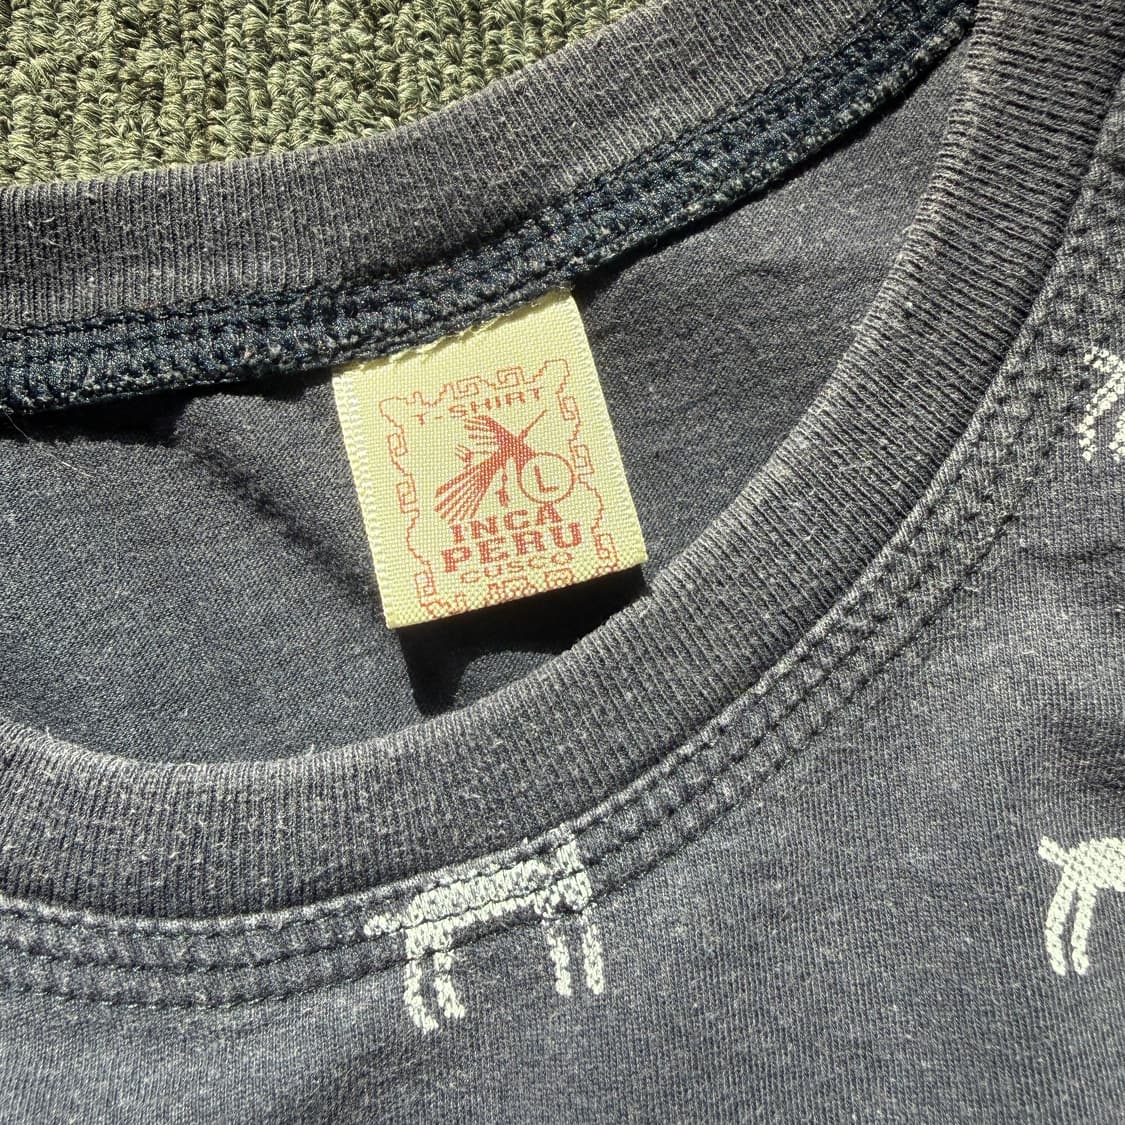 T-SHIRT
L
INCA
PERU
CUSCO